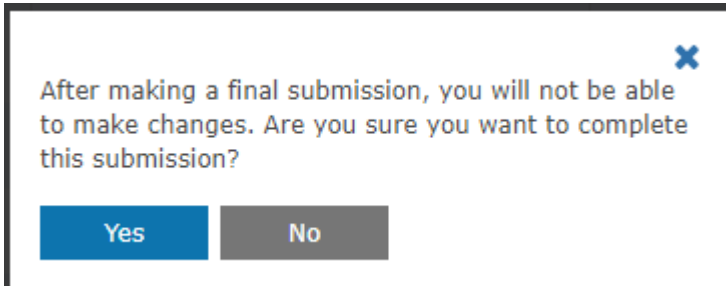 After making a final submission, you will not be able
to make changes. Are you sure you want to complete
this submission?
Yes No